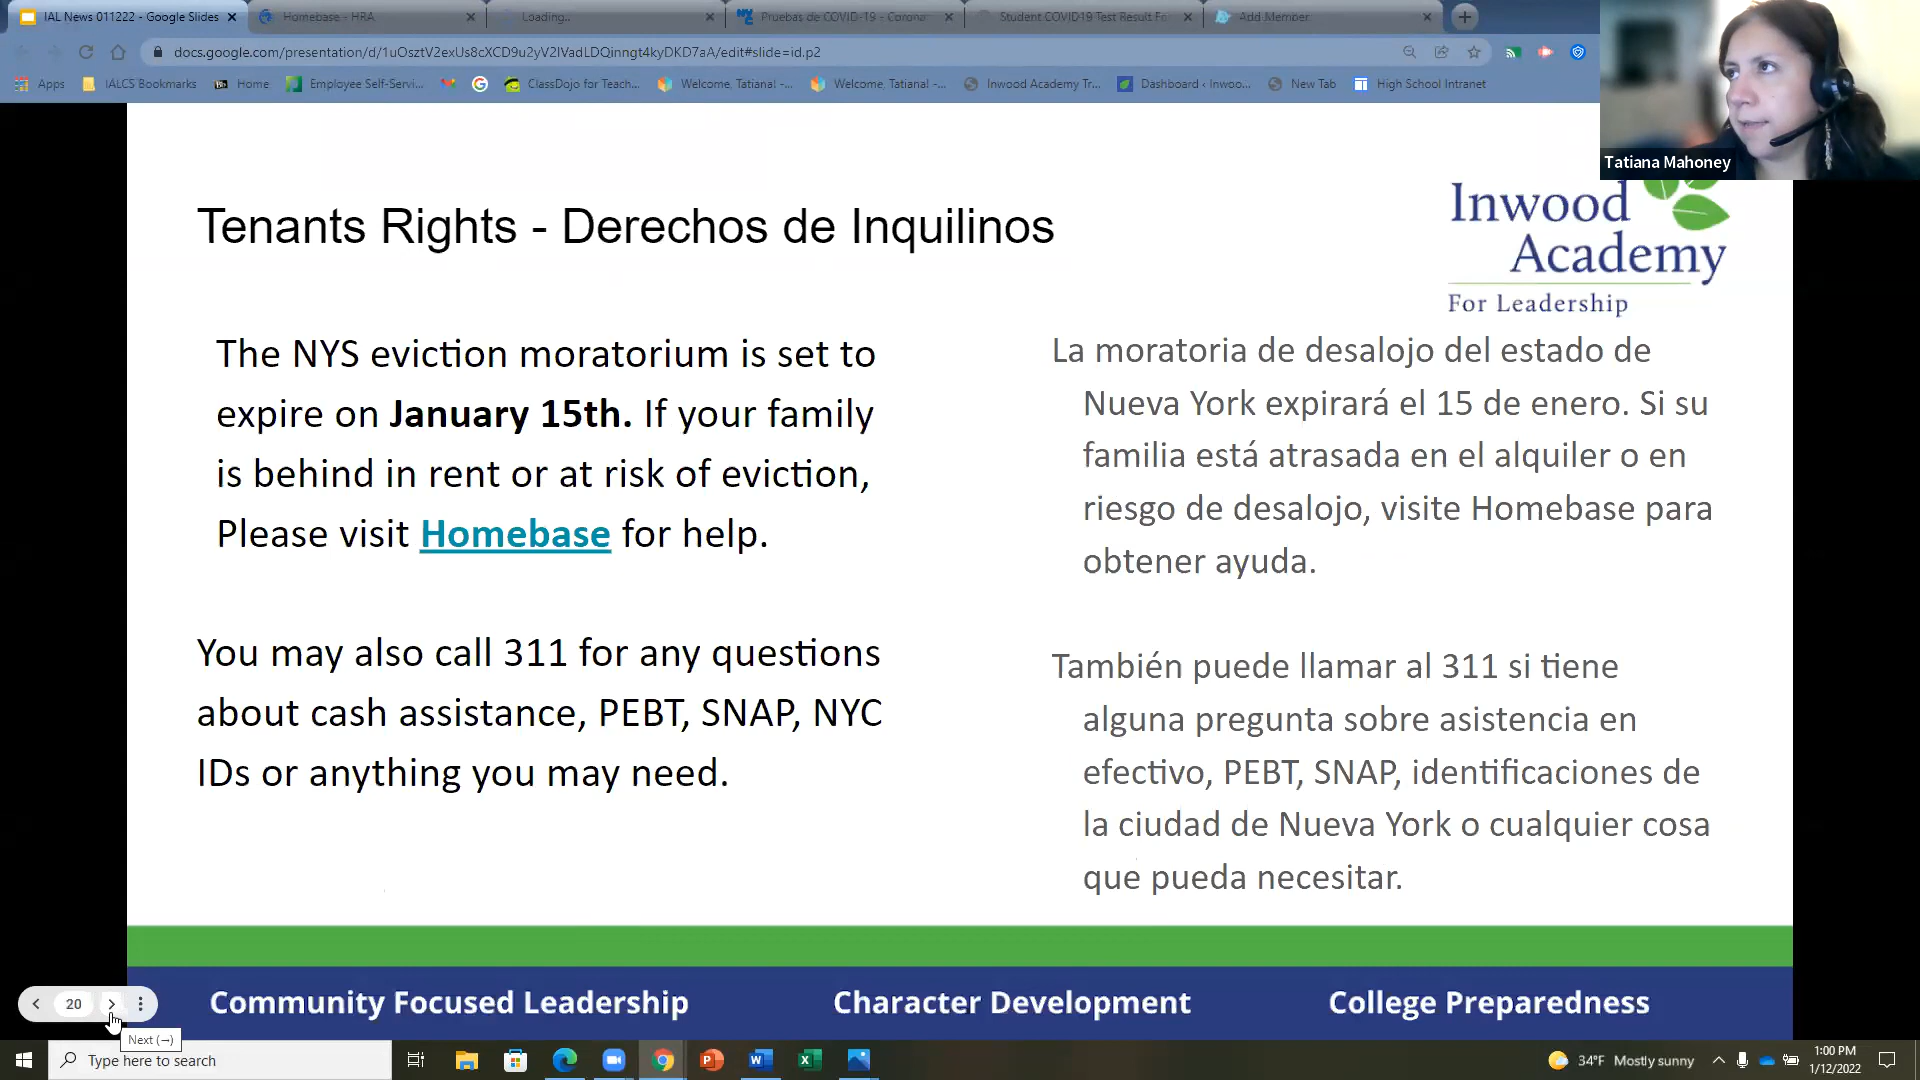 IAL News 011222 - Google Slides
Homebase - HRA
Loading..
Pruebas de COVID-19 - Corona
Student COVID19 Test Result Fo
Add Member
docs.google.com/presentation/d/1uOsztV2exUs8cXCD9u2yV2IVadLDQinngt4kyDKD7aA/edit#slide=id.p2
Apps
IALCS Bookmarks
Home
Employee Self-Servi...
ClassDojo for Teach...
Welcome, Tatiana! -...
Welcome, Tatiana! -...
Inwood Academy Tr...
Dashboard ‹ Inwoo...
New Tab
High School Intranet
Tatiana Mahoney
Inwood
Academy
For Leadership
Tenants Rights - Derechos de Inquilinos
The NYS eviction moratorium is set to
expire on January 15th. If your family
is behind in rent or at risk of eviction,
Please visit Homebase for help.
You may also call 311 for any questions
about cash assistance, PEBT, SNAP, NYC
IDs or anything you may need.
La moratoria de desalojo del estado de
Nueva York expirará el 15 de enero. Si su
familia está atrasada en el alquiler o en
riesgo de desalojo, visite Homebase para
obtener ayuda.
También puede llamar al 311 si tiene
alguna pregunta sobre asistencia en
efectivo, PEBT, SNAP, identificaciones de
la ciudad de Nueva York o cualquier cosa
que pueda necesitar.
Community Focused Leadership
Character Development
College Preparedness
20
Next (→)
Type here to search
34°F Mostly sunny
1:00 PM
1/12/2022